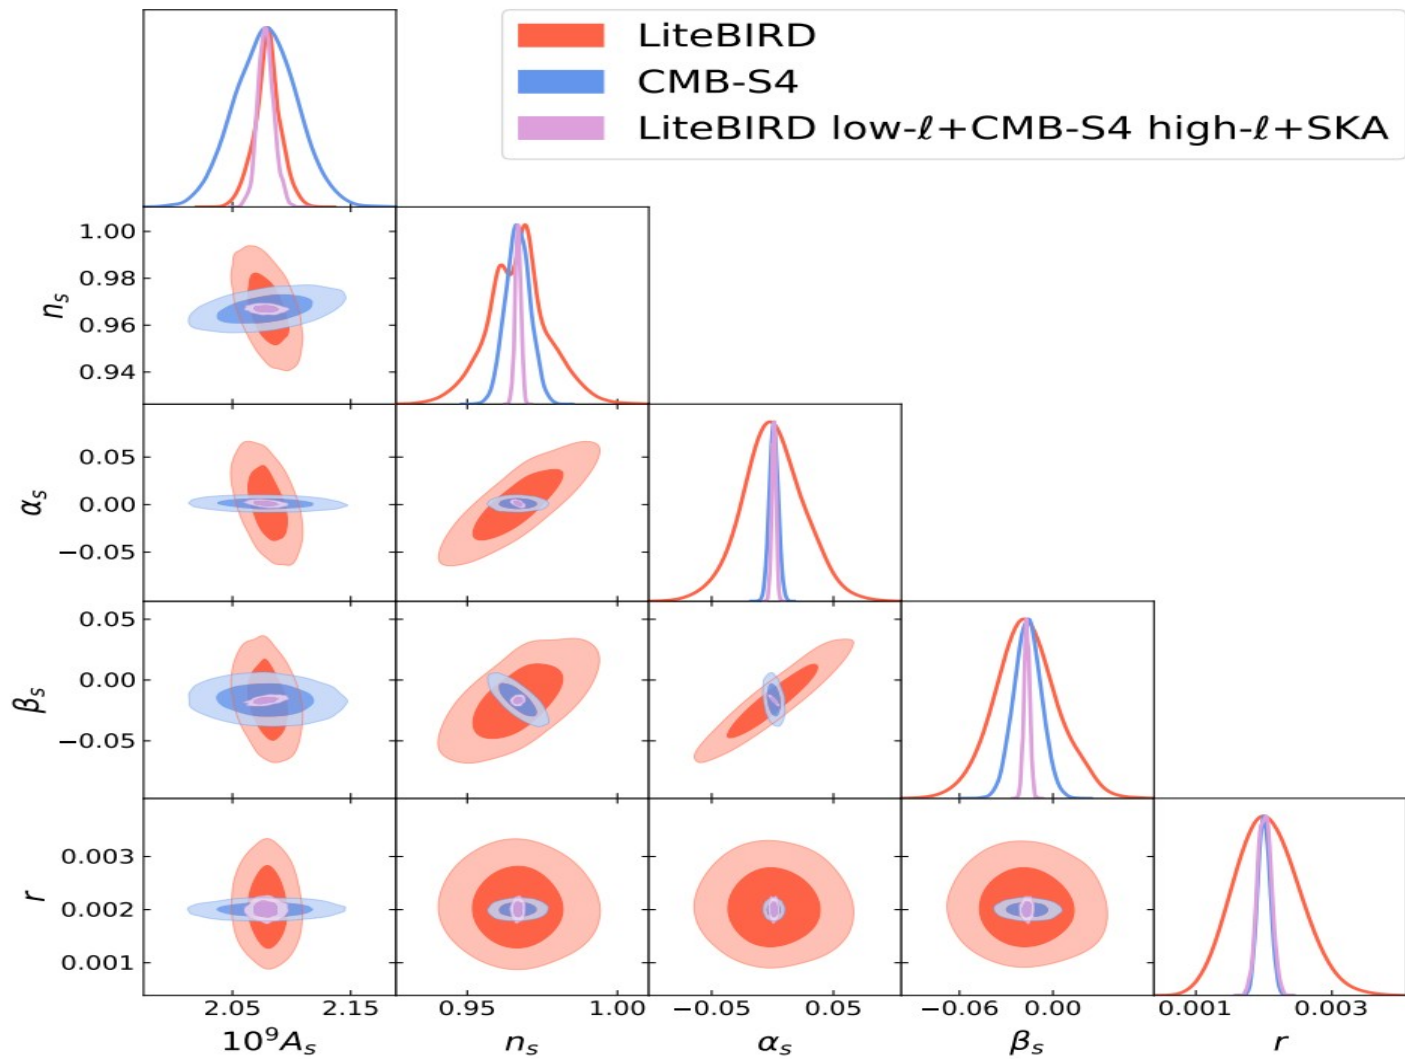 LiteBIRD
CMB-S4
LiteBIRD low-ℓ+CMB-S4 high-ℓ+SKA
1.00
0.98
0.96
0.94
n_s
0.05
0.00
−0.05
α_s
0.05
0.00
−0.05
β_s
0.003
0.002
0.001
r
2.05 2.15 0.95 1.00 −0.05 0.05 −0.06 0.00 0.001 0.003
10⁹A_s n_s α_s β_s r